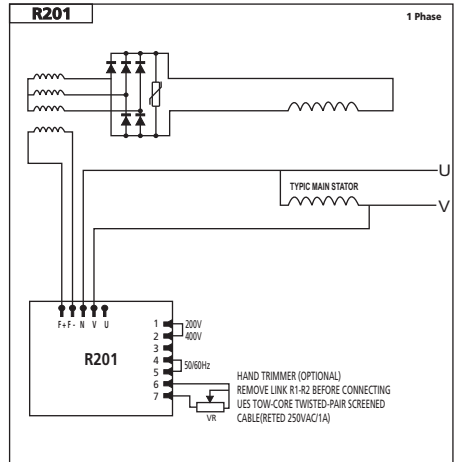 R201
1 Phase
U
TYPIC MAIN STATOR
V
F+ F- N V U
1 200V
2 400V
3
R201
4
5 50/60Hz
6
7
VR
HAND TRIMMER (OPTIONAL)
REMOVE LINK R1-R2 BEFORE CONNECTING
UES TOW-CORE TWISTED-PAIR SCREENED
CABLE(RETED 250VAC/1A)